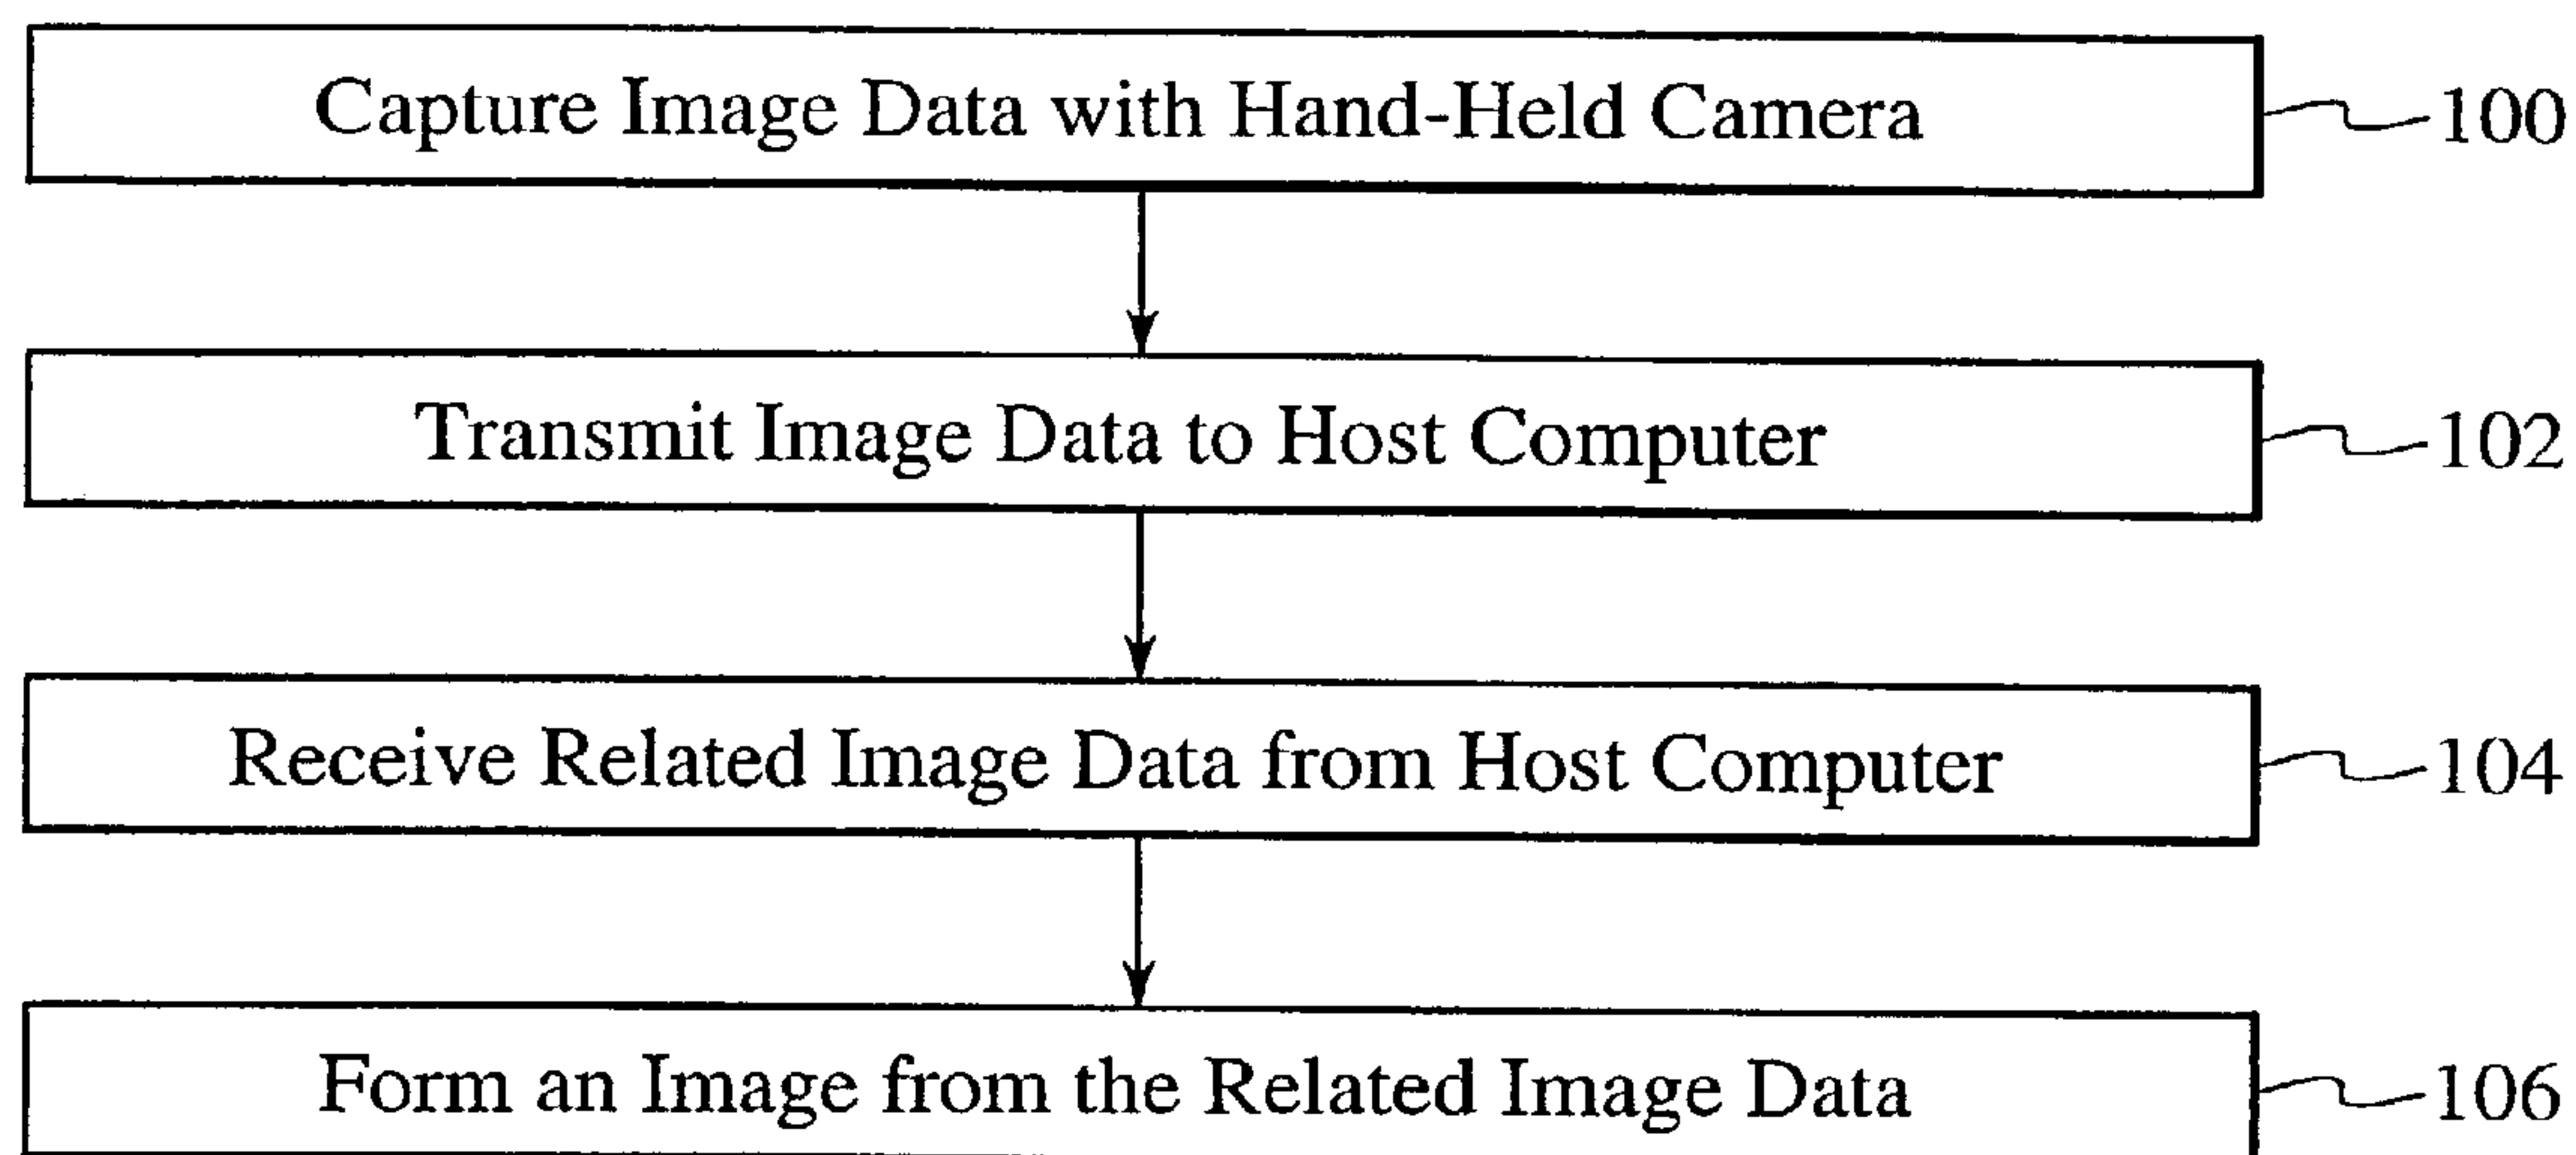 Capture Image Data with Hand-Held Camera
100
Transmit Image Data to Host Computer
102
Receive Related Image Data from Host Computer
104
Form an Image from the Related Image Data
106